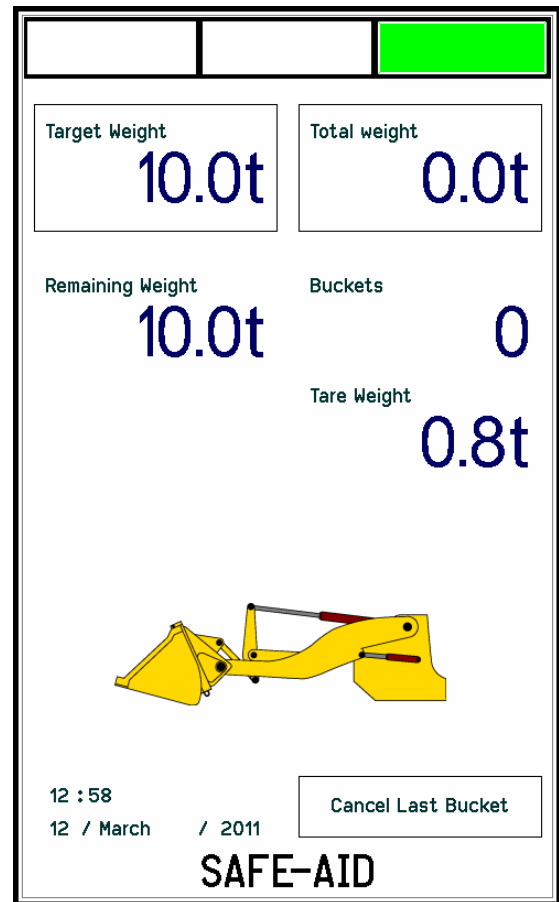 Target Weight
10.0t
Total weight
0.0t
Remaining Weight
10.0t
Buckets
0
Tare Weight
0.8t
12 : 58
12 / March / 2011
Cancel Last Bucket
SAFE-AID